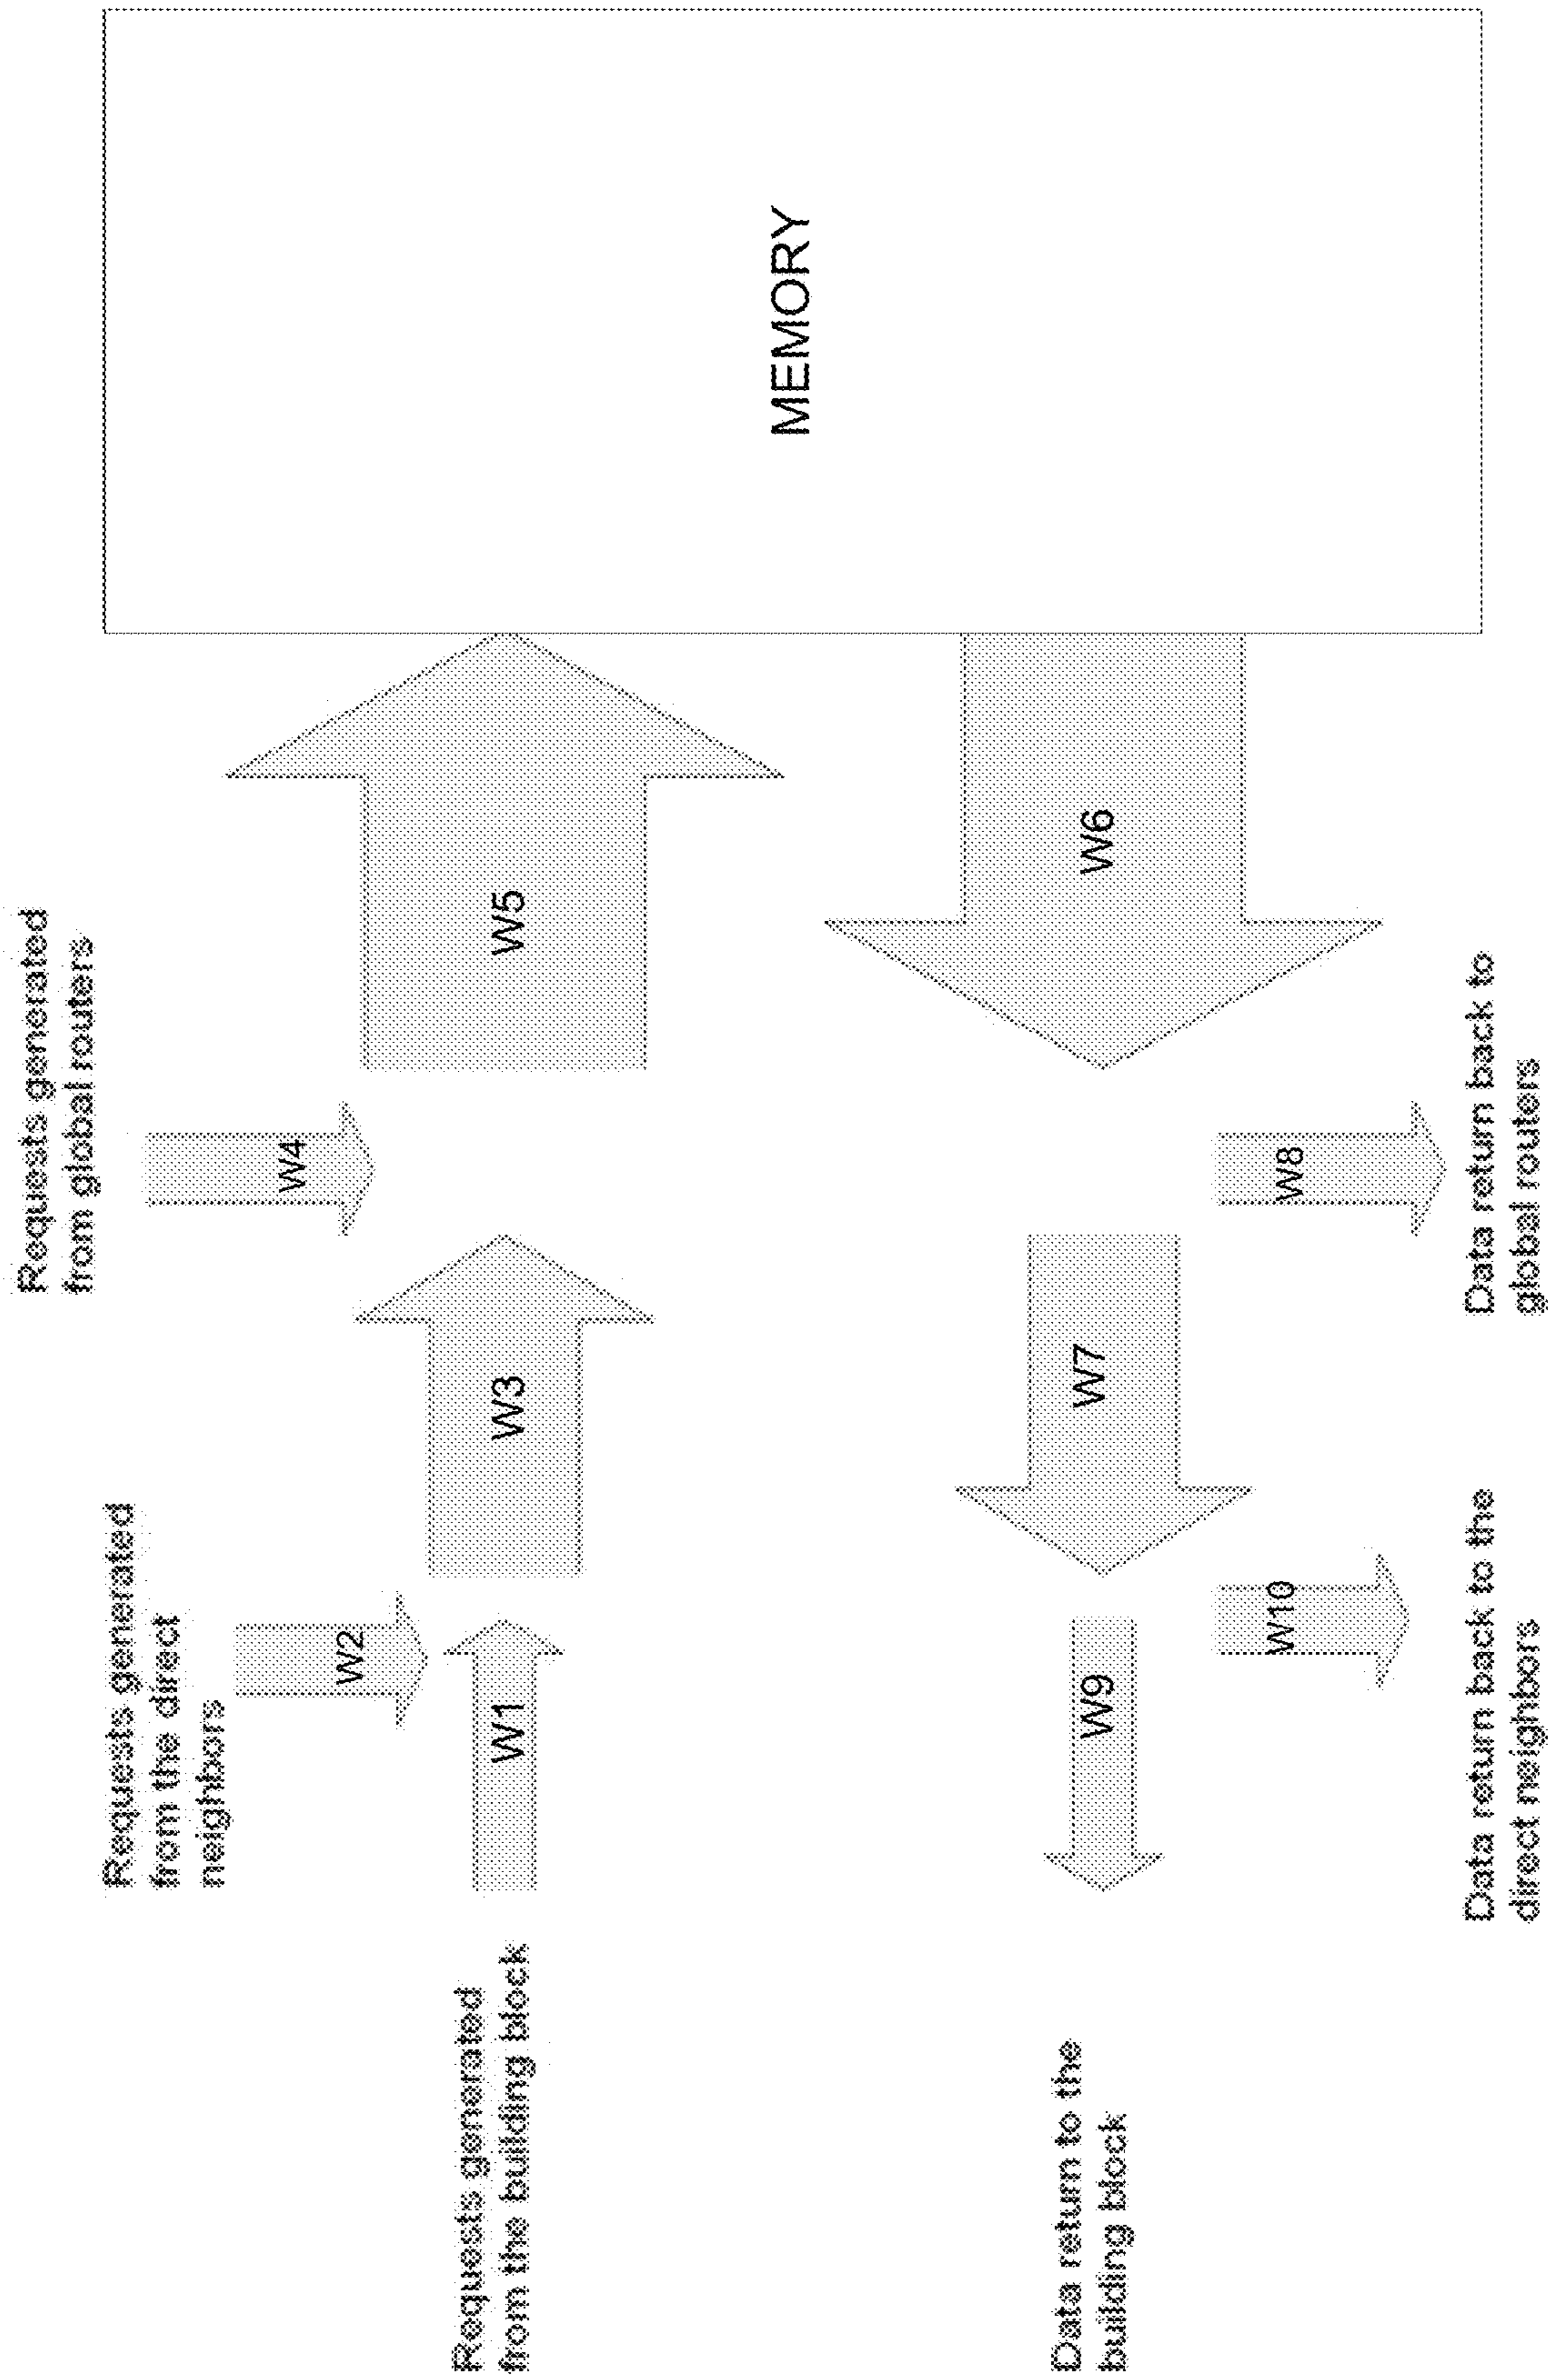 Requests generated
from global routers
Requests generated
from the direct
neighbors
W4
W2
Requests generated
from the building block
W1
W3
W5
MEMORY
Data return to the
building block
W9
W7
W6
W10
W8
Data return back to the
direct neighbors
Data return back to
global routers